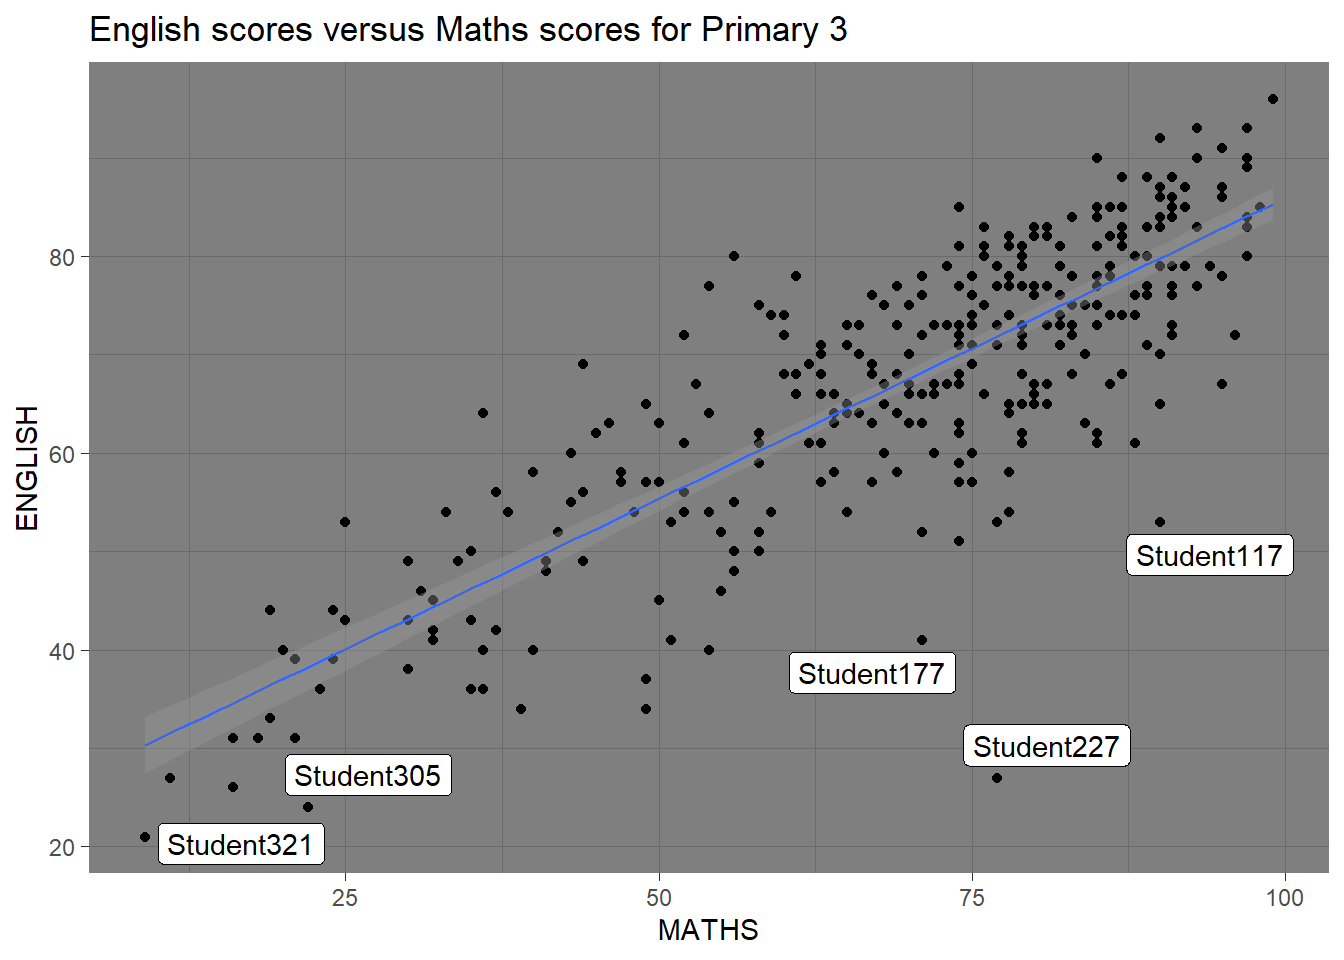 English scores versus Maths scores for Primary 3
ENGLISH
80
60
40
20
Student117
Student177
Student227
Student305
Student321
25 50 75 100
MATHS